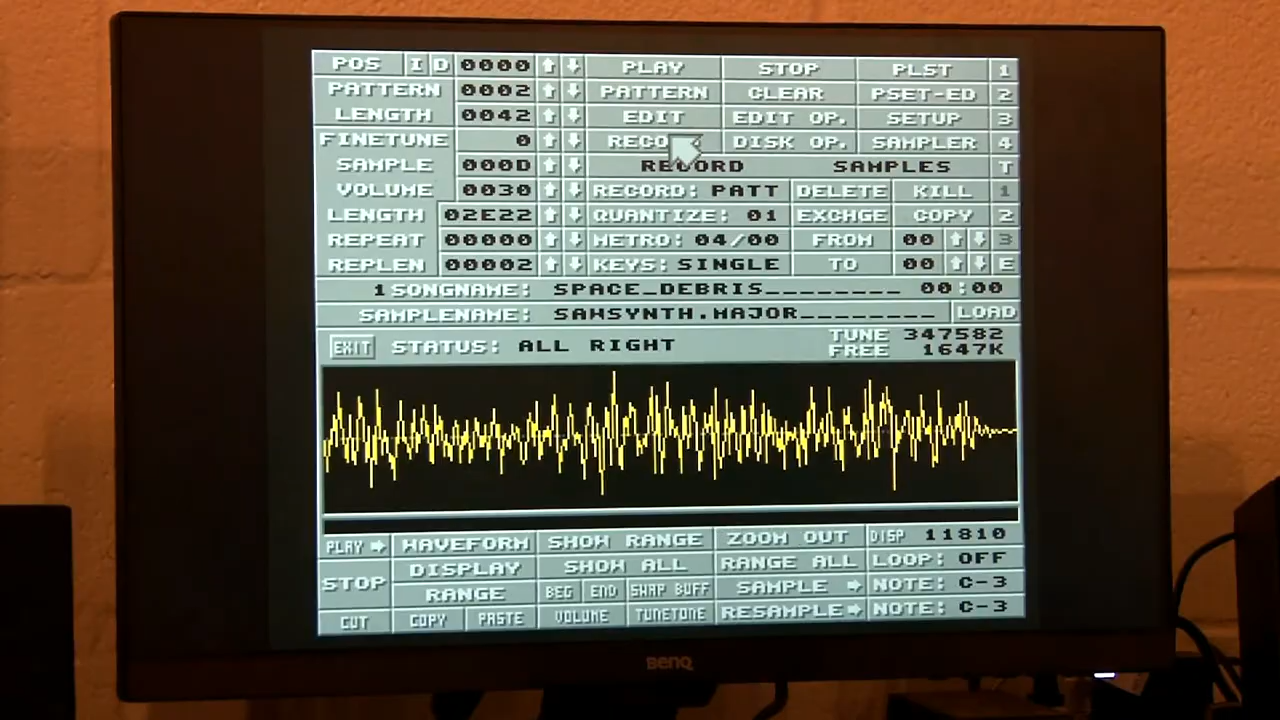 POS I D 0000 PLAY STOP PLST 1
PATTERN 0002 PATTERN CLEAR PSET-ED 2
LENGTH 0042 EDIT EDIT OP. SETUP 3
FINETUNE 0 RECO DISK OP. SAMPLER 4
SAMPLE 000D RECORD SAMPLES T
VOLUME 0030 RECORD: PATT DELETE KILL 1
LENGTH 02E22 QUANTIZE: 01 EXCHGE COPY 2
REPEAT 00000 METRO: 04/00 FROM 00 3
REPLEN 00002 KEYS: SINGLE TO 00 E
1 SONGNAME: SPACE_DEBRIS________ 00:00
SAMPLENAME: SAWSYNTH.MAJOR________ LOAD
EXIT STATUS: ALL RIGHT TUNE 347582
FREE 1647K
PLAY WAVEFORM SHOW RANGE ZOOM OUT DISP 11810
DISPLAY SHOW ALL RANGE ALL LOOP: OFF
STOP RANGE BEG END SWAP BUFF SAMPLE NOTE: C-3
CUT COPY PASTE VOLUME TUNETONE RESAMPLE NOTE: C-3
BenQ